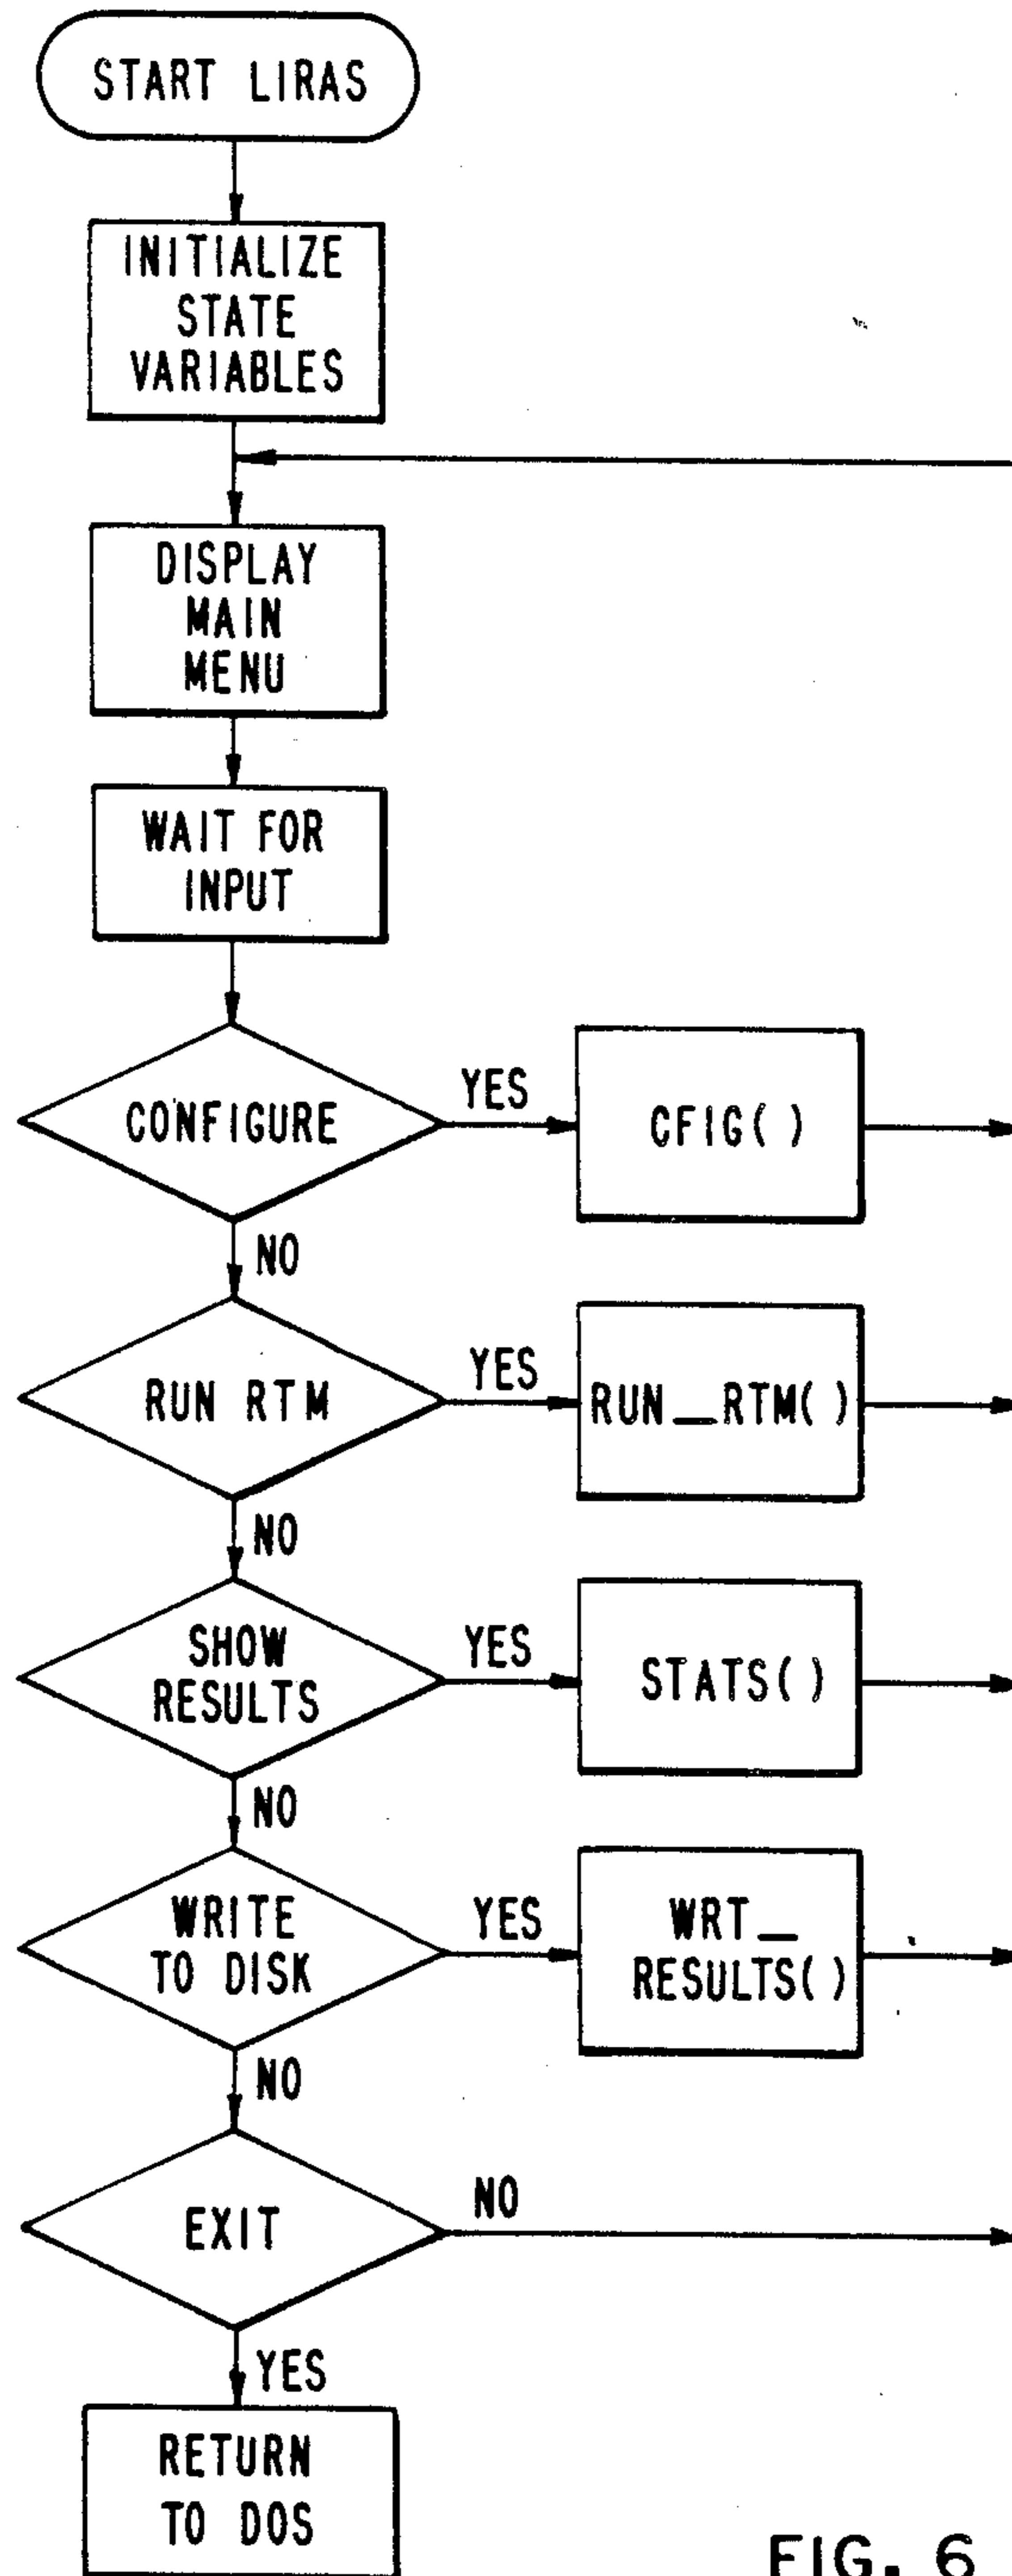 START LIRAS
INITIALIZE
STATE
VARIABLES
DISPLAY
MAIN
MENU
WAIT FOR
INPUT
CONFIGURE
YES
CFIG( )
NO
RUN RTM
YES
RUN_RTM( )
NO
SHOW
RESULTS
YES
STATS( )
NO
WRITE
TO DISK
YES
WRT_
RESULTS( )
NO
EXIT
NO
YES
RETURN
TO DOS
FIG. 6